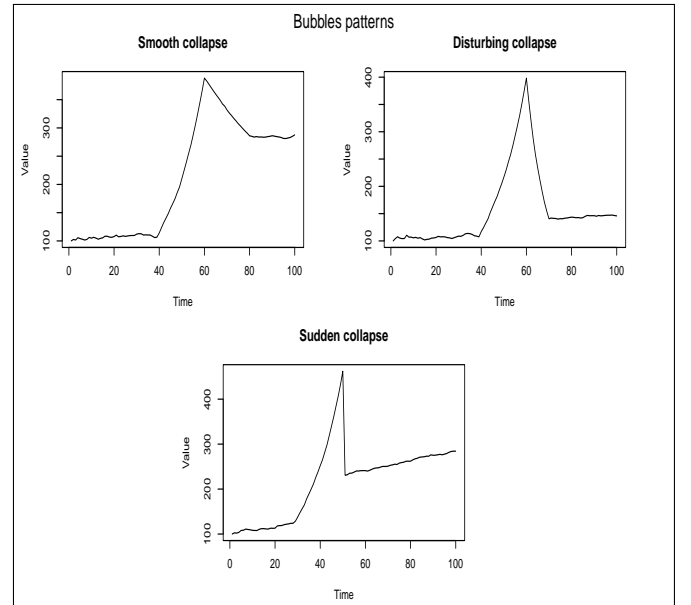 Bubbles patterns
Smooth collapse
Value
100 200 300
0 20 40 60 80 100
Time
Disturbing collapse
Value
100 200 300 400
0 20 40 60 80 100
Time
Sudden collapse
Value
100 200 300 400
0 20 40 60 80 100
Time